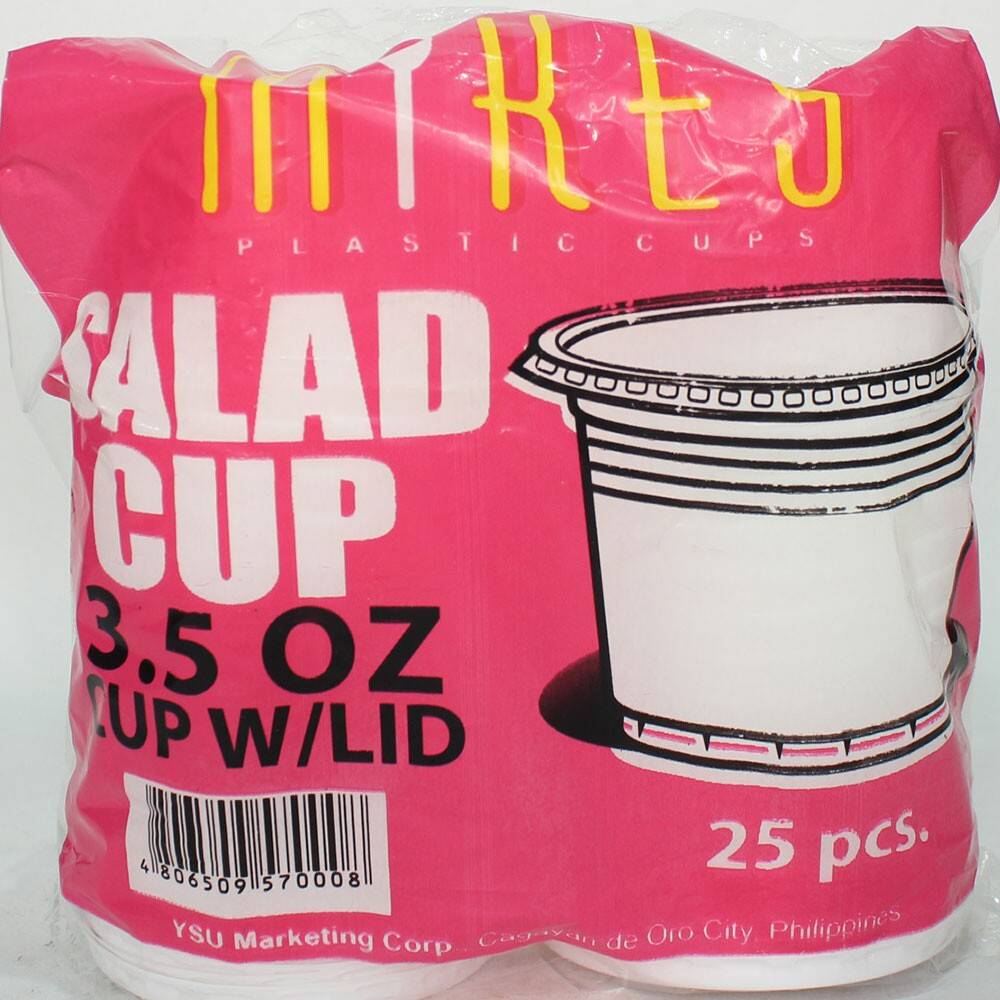 MYKES
PLASTIC CUPS
SALAD
CUP
3.5 OZ
CUP W/LID
4 806509 570008
25 pcs.
YSU Marketing Corp. Cagayan de Oro City, Philippines